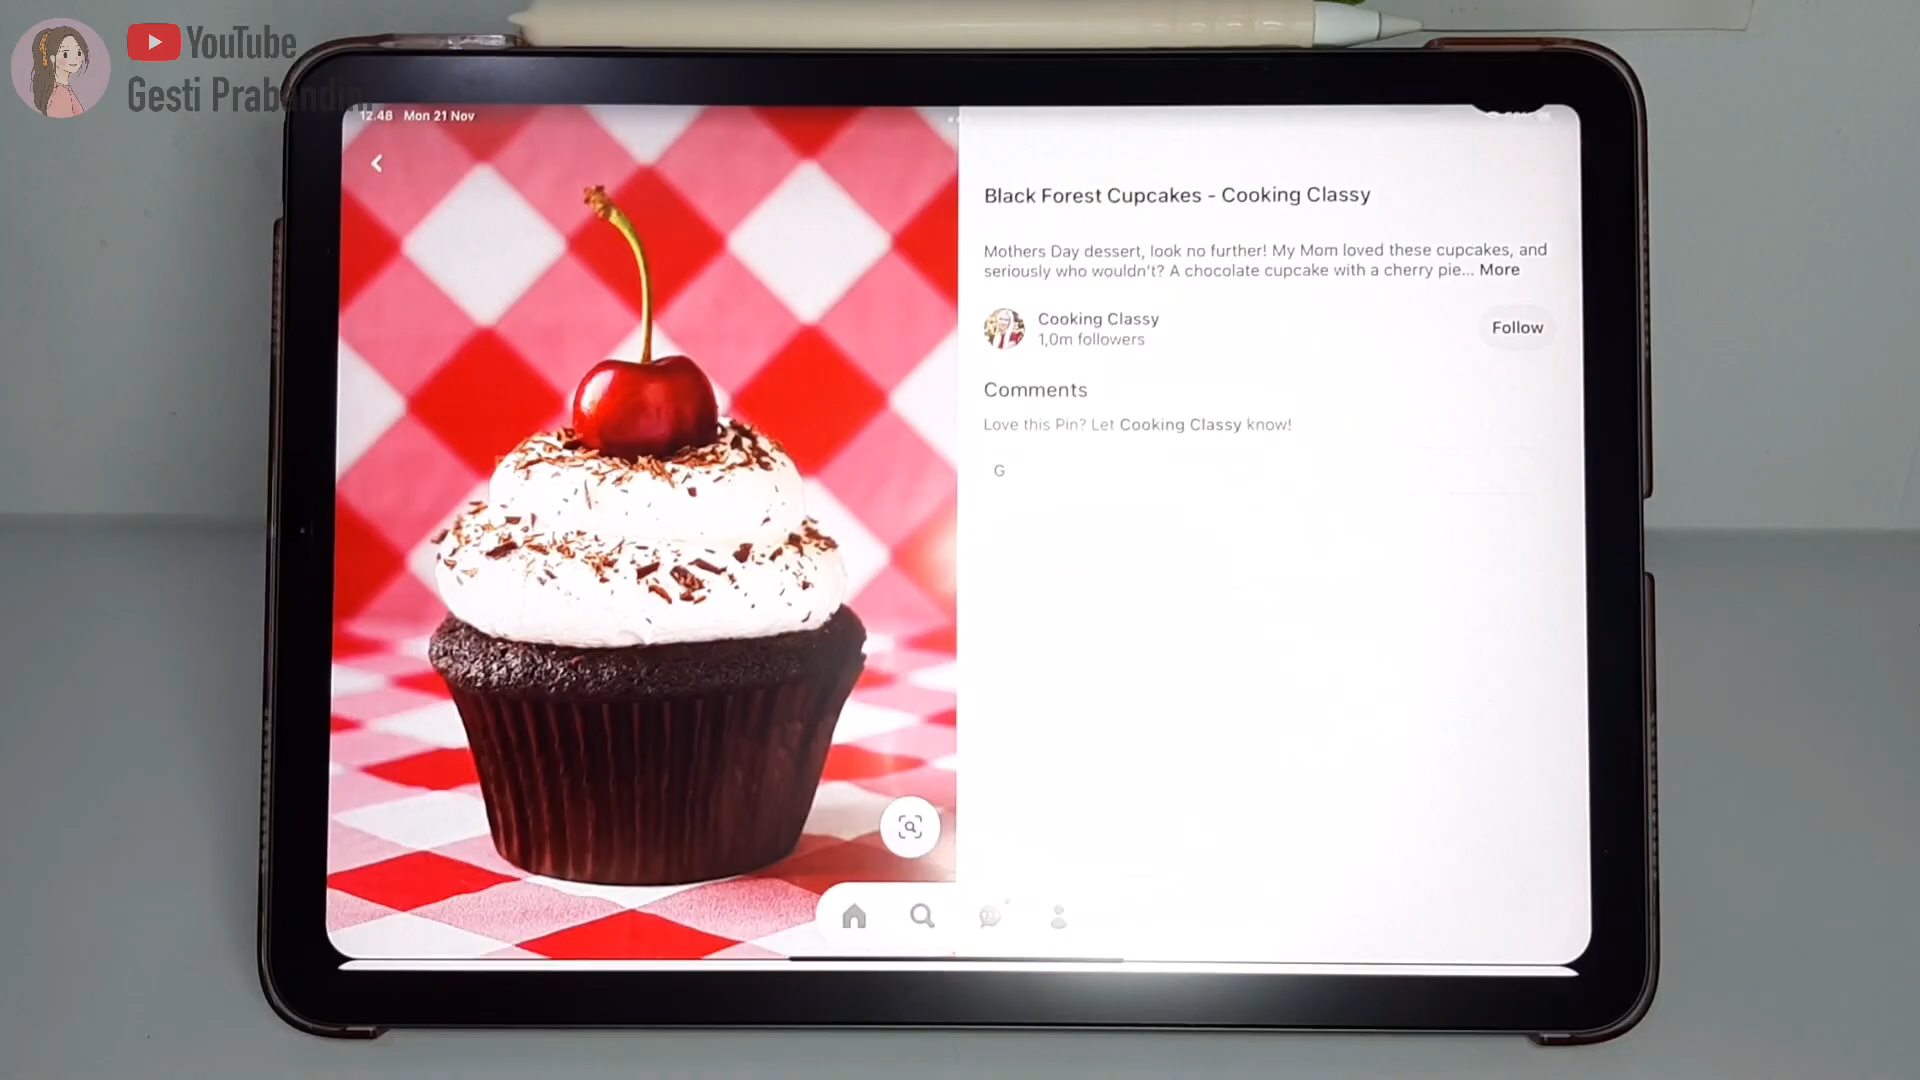 YouTube
Gesti Prabandini
12.48 Mon 21 Nov
Black Forest Cupcakes - Cooking Classy
Mothers Day dessert, look no further! My Mom loved these cupcakes, and
seriously who wouldn't? A chocolate cupcake with a cherry pie... More
Cooking Classy
1,0m followers
Follow
Comments
Love this Pin? Let Cooking Classy know!
G